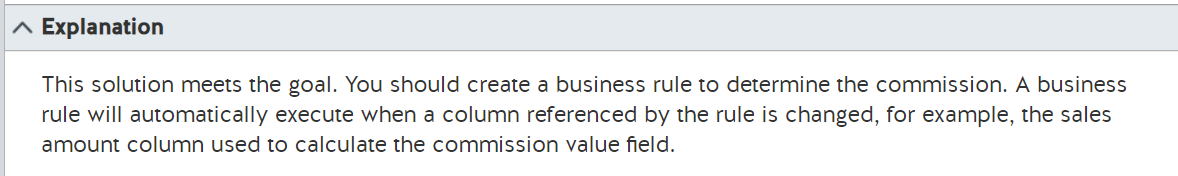 Explanation
This solution meets the goal. You should create a business rule to determine the commission. A business
rule will automatically execute when a column referenced by the rule is changed, for example, the sales
amount column used to calculate the commission value field.